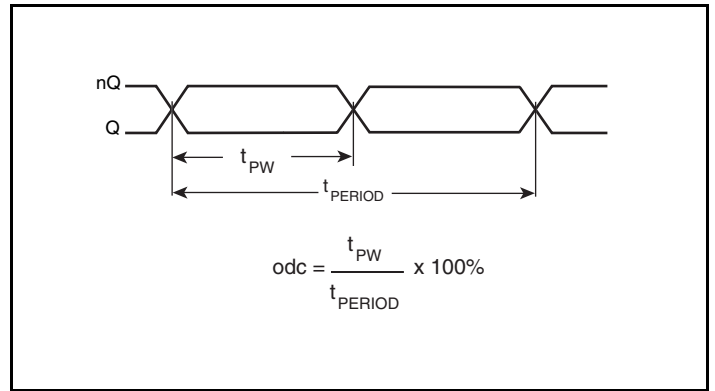 nQ
Q
tPW
tPERIOD
odc = tPW / tPERIOD x 100%